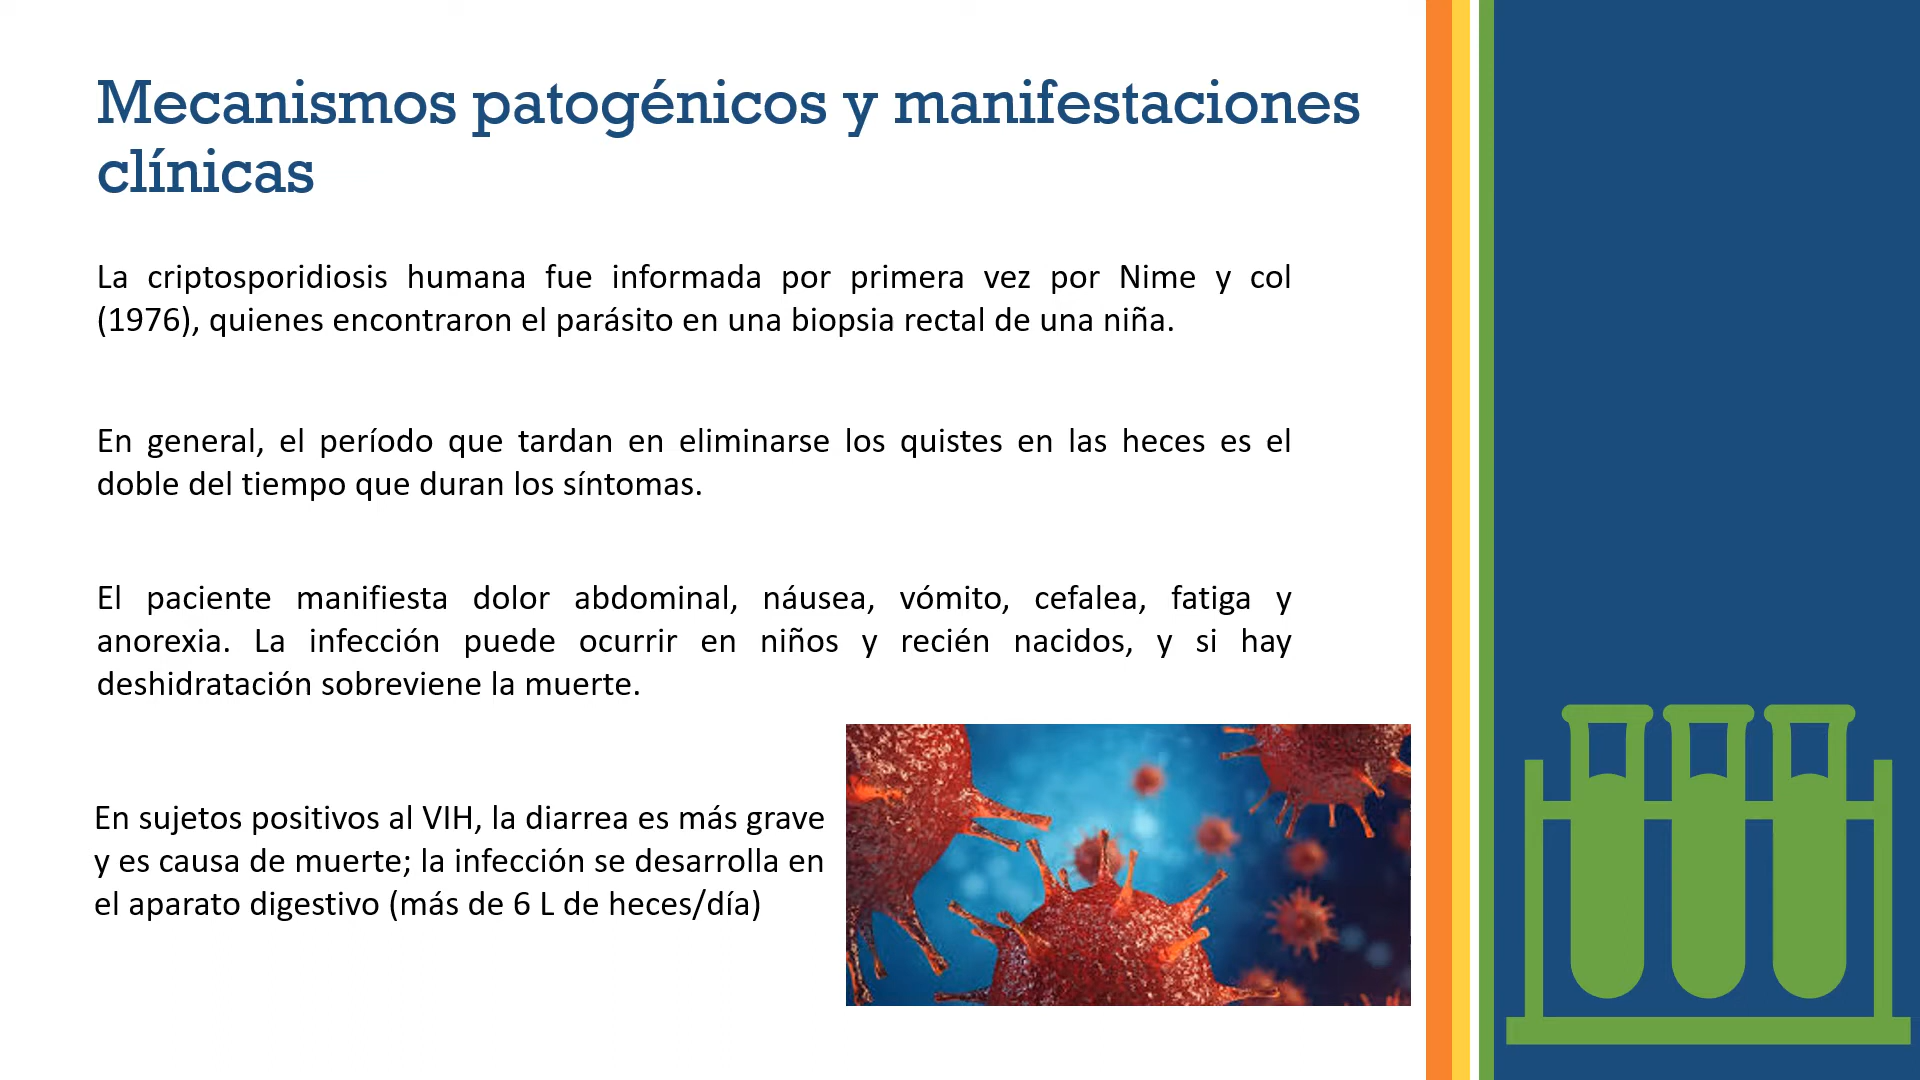 Mecanismos patogénicos y manifestaciones
clínicas
La criptosporidiosis humana fue informada por primera vez por Nime y col
(1976), quienes encontraron el parásito en una biopsia rectal de una niña.
En general, el período que tardan en eliminarse los quistes en las heces es el
doble del tiempo que duran los síntomas.
El paciente manifiesta dolor abdominal, náusea, vómito, cefalea, fatiga y
anorexia. La infección puede ocurrir en niños y recién nacidos, y si hay
deshidratación sobreviene la muerte.
En sujetos positivos al VIH, la diarrea es más grave
y es causa de muerte; la infección se desarrolla en
el aparato digestivo (más de 6 L de heces/día)